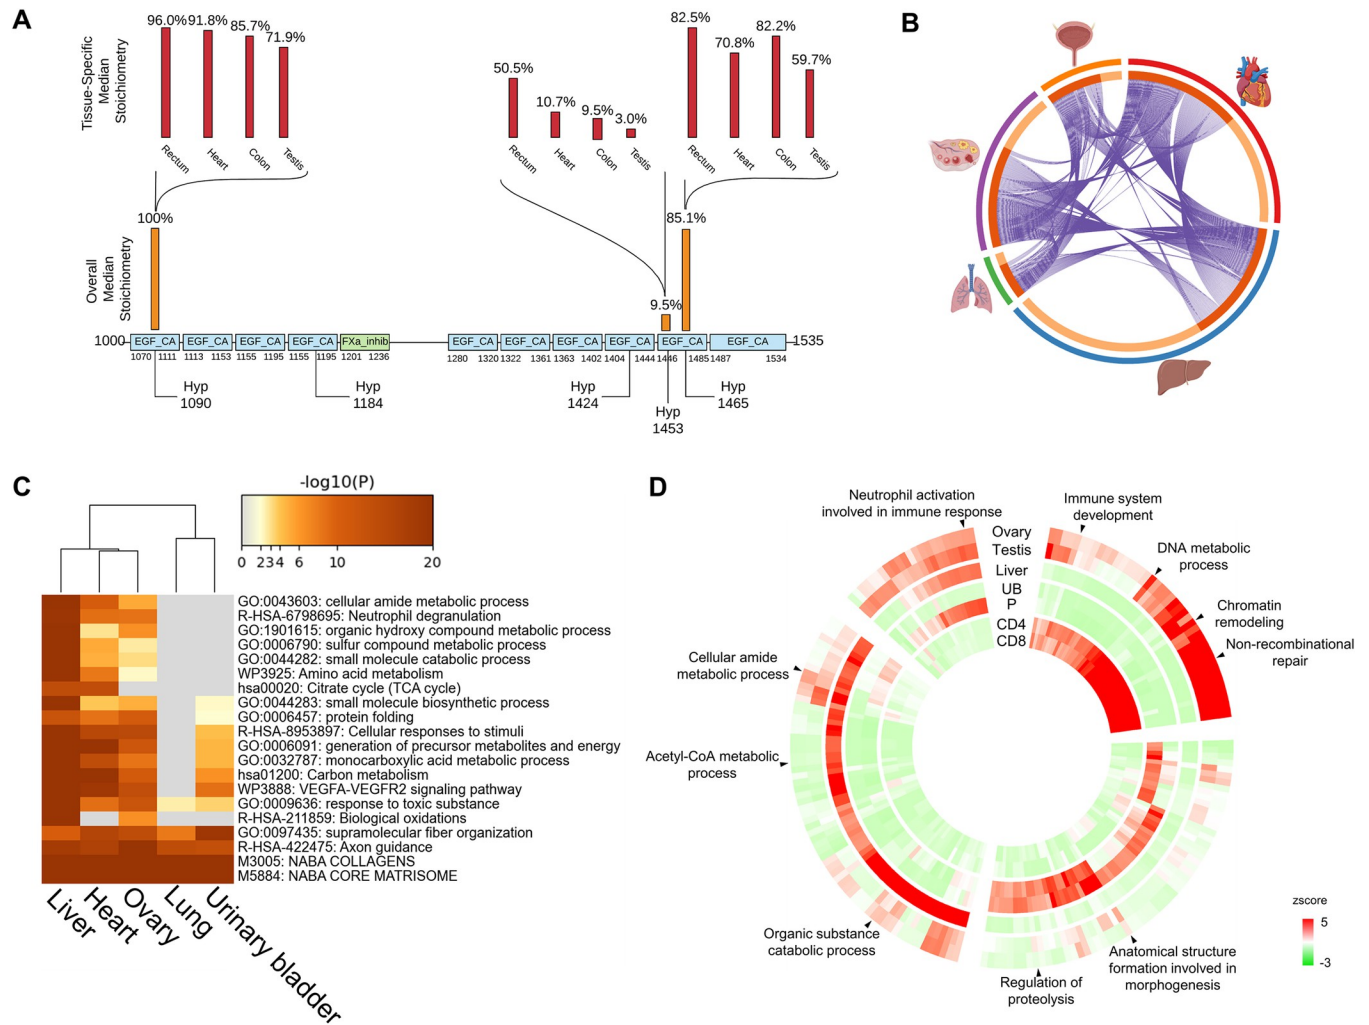 A
Tissue-Specific
Median
Stoichiometry
96.0%
91.8%
85.7%
71.9%
Rectum
Heart
Colon
Testis
50.5%
10.7%
9.5%
3.0%
Rectum
Heart
Colon
Testis
82.5%
70.8%
82.2%
59.7%
Rectum
Heart
Colon
Testis
Overall
Median
Stoichiometry
100%
9.5%
85.1%
1000
EGF_CA
EGF_CA
EGF_CA
EGF_CA
FXa_inhib
EGF_CA
EGF_CA
EGF_CA
EGF_CA
EGF_CA
EGF_CA
1535
1070 1111 1113 1153 1155 1195 1155 1195 1201 1236 1280 1320 1322 1361 1363 1402 1404 1444 1446 1485 1487 1534
Hyp
1090
Hyp
1184
Hyp
1424
Hyp
1453
Hyp
1465
B
C
-log10(P)
0 2 3 4 6 10 20
GO:0043603: cellular amide metabolic process
R-HSA-6798695: Neutrophil degranulation
GO:1901615: organic hydroxy compound metabolic process
GO:0006790: sulfur compound metabolic process
GO:0044282: small molecule catabolic process
WP3925: Amino acid metabolism
hsa00020: Citrate cycle (TCA cycle)
GO:0044283: small molecule biosynthetic process
GO:0006457: protein folding
R-HSA-8953897: Cellular responses to stimuli
GO:0006091: generation of precursor metabolites and energy
GO:0032787: monocarboxylic acid metabolic process
hsa01200: Carbon metabolism
WP3888: VEGFA-VEGFR2 signaling pathway
GO:0009636: response to toxic substance
R-HSA-211859: Biological oxidations
GO:0097435: supramolecular fiber organization
R-HSA-422475: Axon guidance
M3005: NABA COLLAGENS
M5884: NABA CORE MATRISOME
Liver
Heart
Ovary
Lung
Urinary bladder
D
Neutrophil activation
involved in immune response
Immune system
development
DNA metabolic
process
Chromatin
remodeling
Non-recombinational
repair
Ovary
Testis
Liver
UB
P
CD4
CD8
Cellular amide
metabolic process
Acetyl-CoA metabolic
process
Organic substance
catabolic process
Regulation of
proteolysis
Anatomical structure
formation involved in
morphogenesis
zscore
5
-3